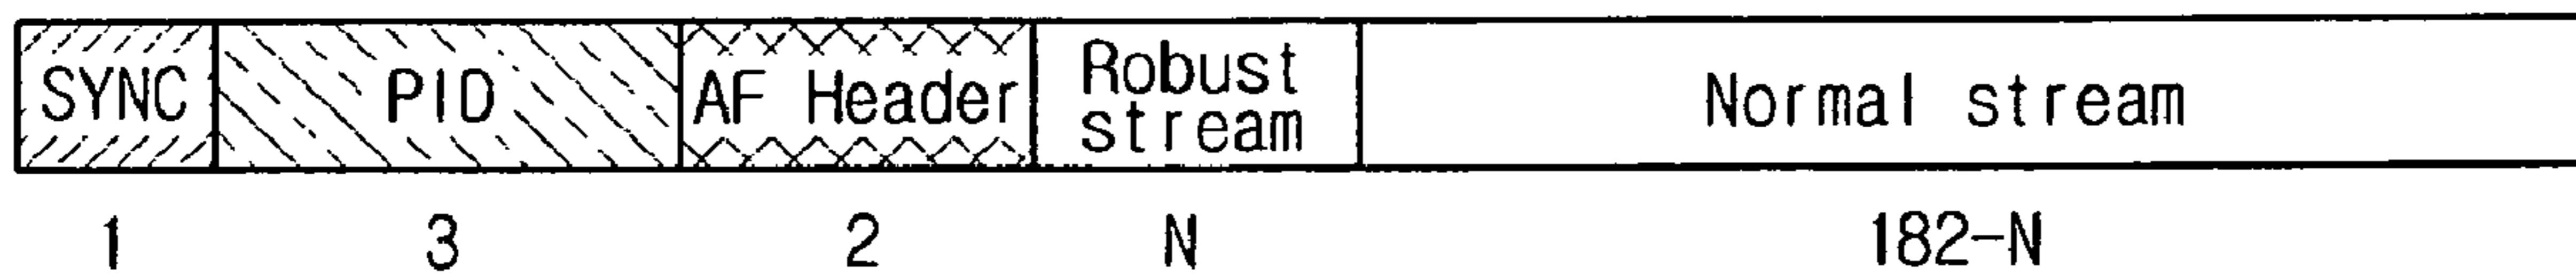 SYNC PID AF Header Robust stream Normal stream
1 3 2 N 182-N